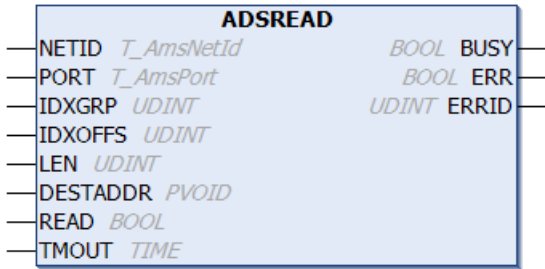 ADSREAD
NETID T_AmsNetId BOOL BUSY
PORT T_AmsPort BOOL ERR
IDXGRP UDINT UDINT ERRID
IDXOFFS UDINT
LEN UDINT
DESTADDR PVOID
READ BOOL
TMOUT TIME